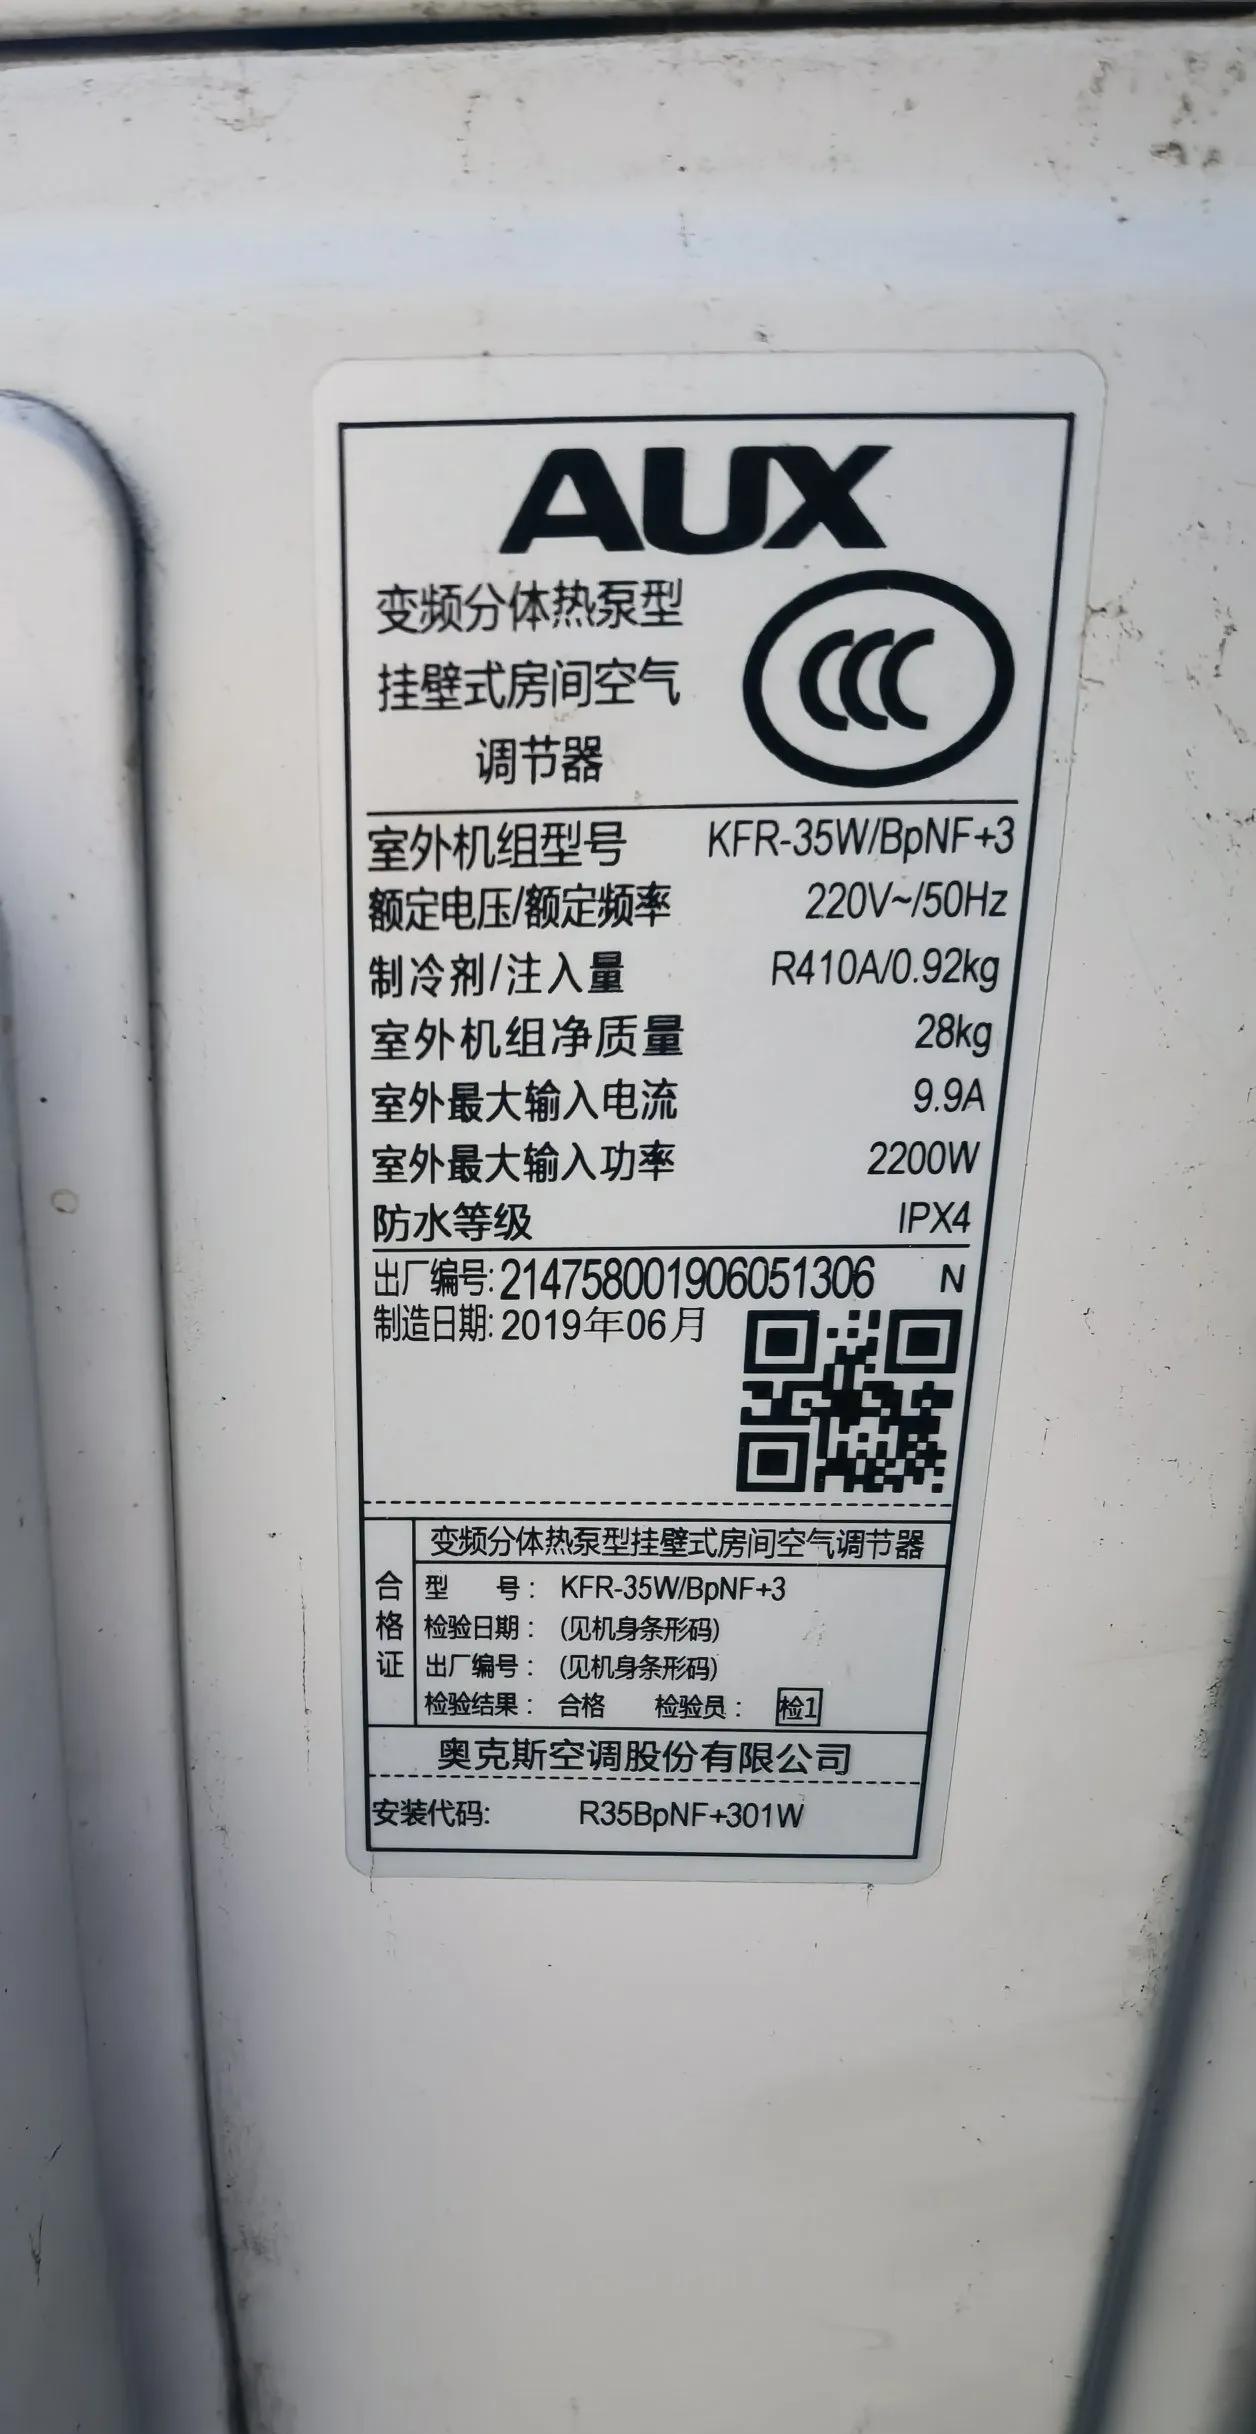 AUX
变频分体热泵型
挂壁式房间空气
调节器
CCC
室外机组型号 KFR-35W/BpNF+3
额定电压/额定频率 220V~/50Hz
制冷剂/注入量 R410A/0.92kg
室外机组净质量 28kg
室外最大输入电流 9.9A
室外最大输入功率 2200W
防水等级 IPX4
出厂编号:214758001906051306 N
制造日期:2019年06月
变频分体热泵型挂壁式房间空气调节器
合格证
型 号： KFR-35W/BpNF+3
检验日期： (见机身条形码)
出厂编号： (见机身条形码)
检验结果： 合格 检验员： 检1
奥克斯空调股份有限公司
安装代码: R35BpNF+301W